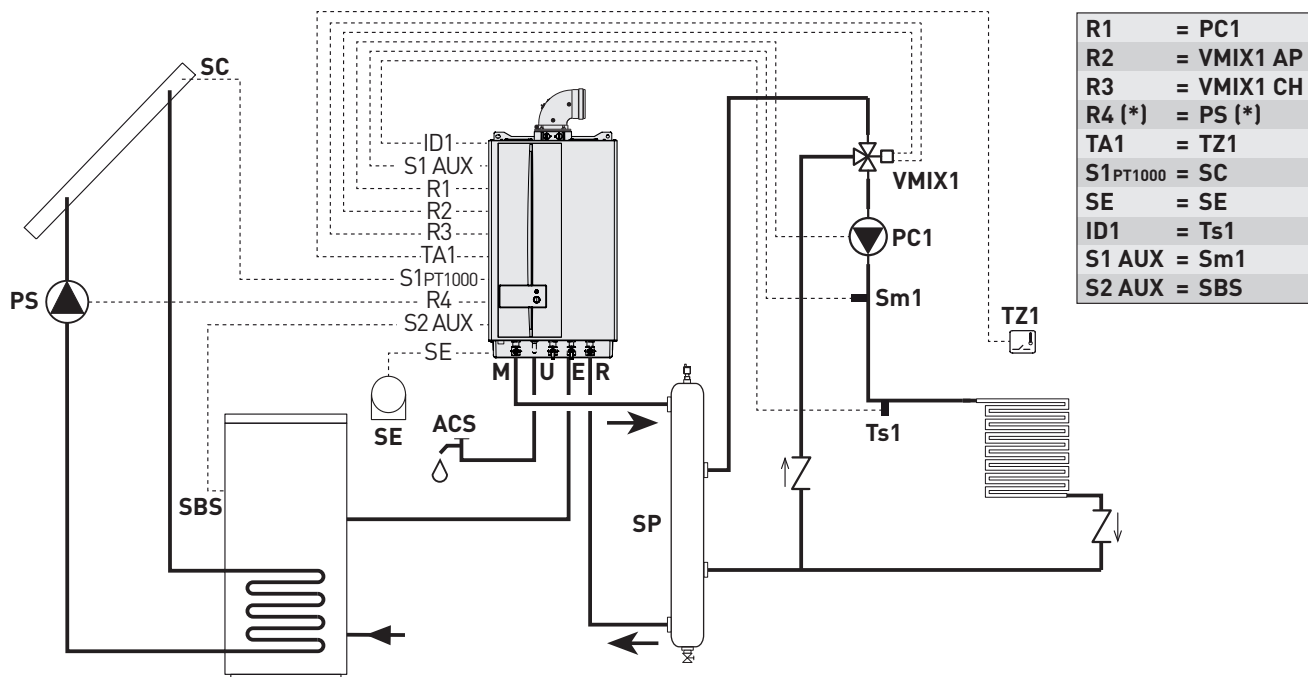 SC
R1 = PC1
R2 = VMIX1 AP
R3 = VMIX1 CH
R4 (*) = PS (*)
TA1 = TZ1
S1PT1000 = SC
SE = SE
ID1 = Ts1
S1 AUX = Sm1
S2 AUX = SBS
ID1
S1 AUX
R1
R2
R3
TA1
S1PT1000
R4
S2 AUX
SE
VMIX1
PC1
Sm1
TZ1
PS
M U E R
SE
ACS
Ts1
SBS
SP